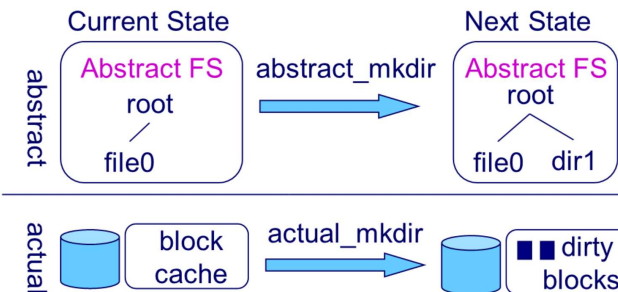 Current State
Next State
Abstract FS
abstract_mkdir
Abstract FS
root
root
abstract
file0
file0 dir1
actual
block
cache
actual_mkdir
dirty
blocks